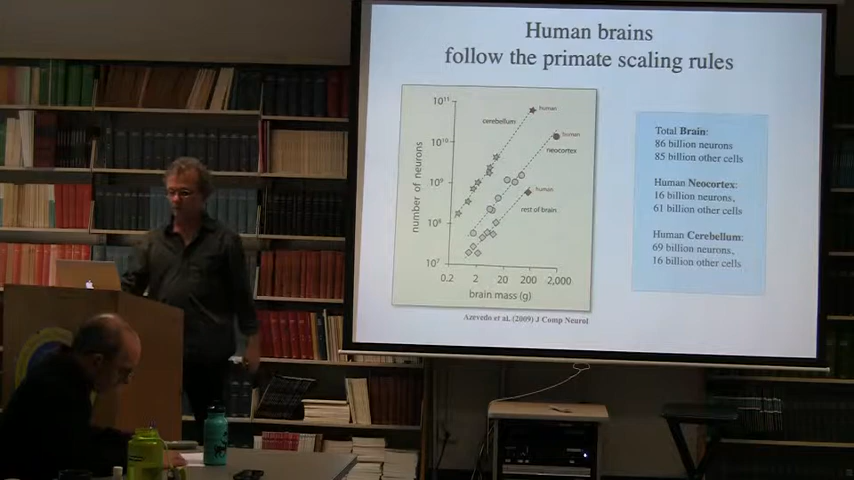 Human brains
follow the primate scaling rules
10¹¹
10¹⁰
10⁹
10⁸
10⁷
number of neurons
cerebellum
human
human
neocortex
human
rest of brain
0.2
2
20
200
2,000
brain mass (g)
Azevedo et al. (2009) J Comp Neurol
Total Brain:
86 billion neurons
85 billion other cells
Human Neocortex:
16 billion neurons,
61 billion other cells
Human Cerebellum:
69 billion neurons,
16 billion other cells